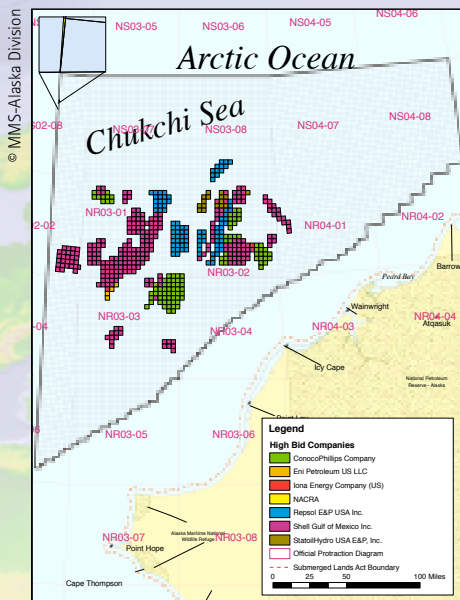 © MMS-Alaska Division
NS03-05
NS03-06
NS04-05
NS04-06
Arctic Ocean
Chukchi Sea
NS03-08
NS04-07
NS04-08
NR03-01
NR04-01
NR04-02
NR03-02
Barrow
Peard Bay
Wainwright
NR03-03
NR03-04
NR04-03
NR04-04
Atqasuk
Icy Cape
National Petroleum
Reserve - Alaska
NR03-05
NR03-06
Legend
High Bid Companies
ConocoPhillips Company
Eni Petroleum US LLC
Iona Energy Company (US)
NACRA
Repsol E&P USA Inc.
Shell Gulf of Mexico Inc.
StatoilHydro USA E&P, Inc.
Official Protraction Diagram
Submerged Lands Act Boundary
0 25 50 100 Miles
NR03-07
NR03-08
Alaska Maritime National
Wildlife Refuge
Point Hope
Cape Thompson